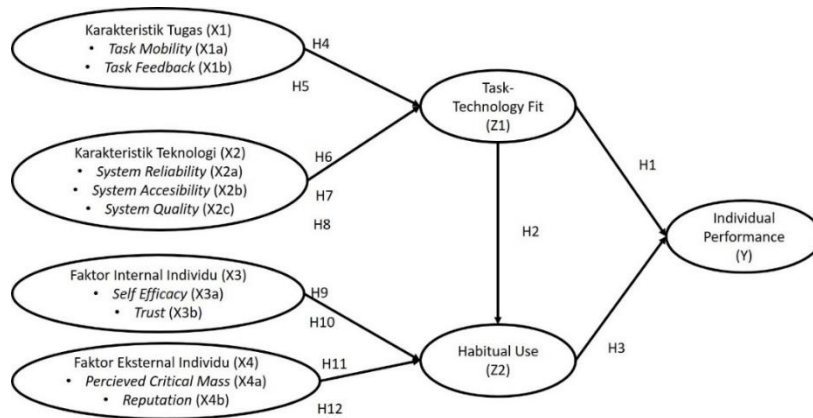 Karakteristik Tugas (X1)
• Task Mobility (X1a)
• Task Feedback (X1b)
H4
H5
Karakteristik Teknologi (X2)
• System Reliability (X2a)
• System Accesibility (X2b)
• System Quality (X2c)
H6
H7
H8
Faktor Internal Individu (X3)
• Self Efficacy (X3a)
• Trust (X3b)
H9
H10
Faktor Eksternal Individu (X4)
• Percieved Critical Mass (X4a)
• Reputation (X4b)
H11
H12
Task-
Technology Fit
(Z1)
H2
Habitual Use
(Z2)
H1
H3
Individual
Performance
(Y)